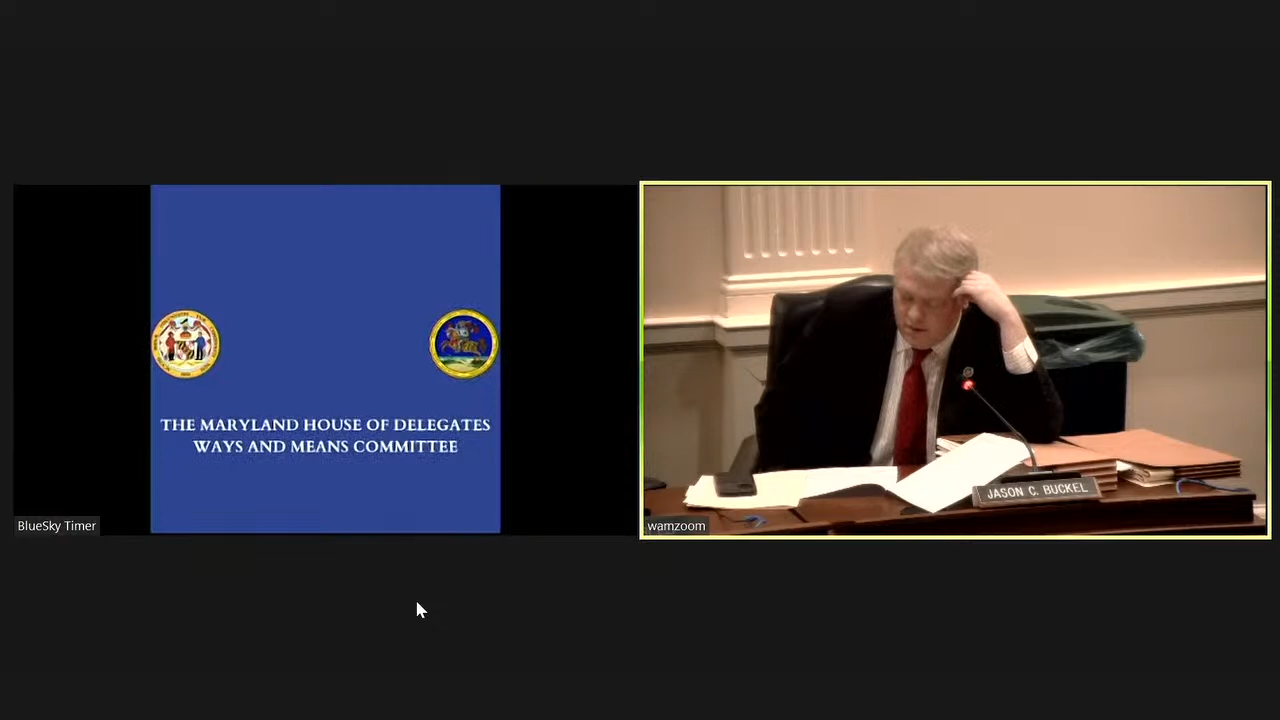 THE MARYLAND HOUSE OF DELEGATES
WAYS AND MEANS COMMITTEE
BlueSky Timer
JASON C. BUCKEL
wamzoom